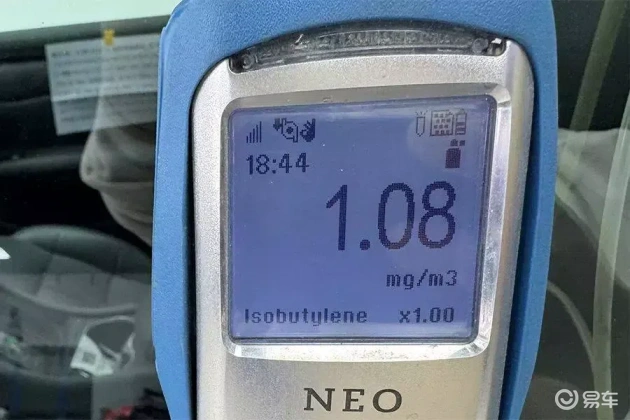 18:44
1.08
mg/m3
Isobutylene x1.00
NEO
易车